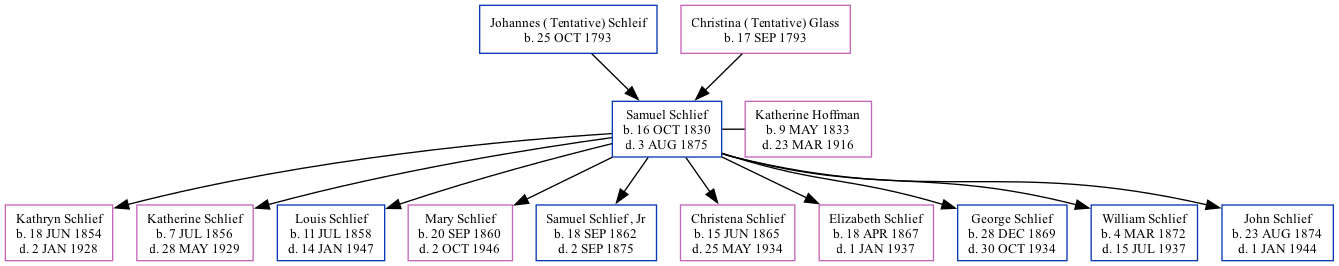 Johannes ( Tentative) Schleif
b. 25 OCT 1793
Christina ( Tentative) Glass
b. 17 SEP 1793
Samuel Schlief
b. 16 OCT 1830
d. 3 AUG 1875
Katherine Hoffman
b. 9 MAY 1833
d. 23 MAR 1916
Kathryn Schlief
b. 18 JUN 1854
d. 2 JAN 1928
Katherine Schlief
b. 7 JUL 1856
d. 28 MAY 1929
Louis Schlief
b. 11 JUL 1858
d. 14 JAN 1947
Mary Schlief
b. 20 SEP 1860
d. 2 OCT 1946
Samuel Schlief , Jr
b. 18 SEP 1862
d. 2 SEP 1875
Christena Schlief
b. 15 JUN 1865
d. 25 MAY 1934
Elizabeth Schlief
b. 18 APR 1867
d. 1 JAN 1937
George Schlief
b. 28 DEC 1869
d. 30 OCT 1934
William Schlief
b. 4 MAR 1872
d. 15 JUL 1937
John Schlief
b. 23 AUG 1874
d. 1 JAN 1944